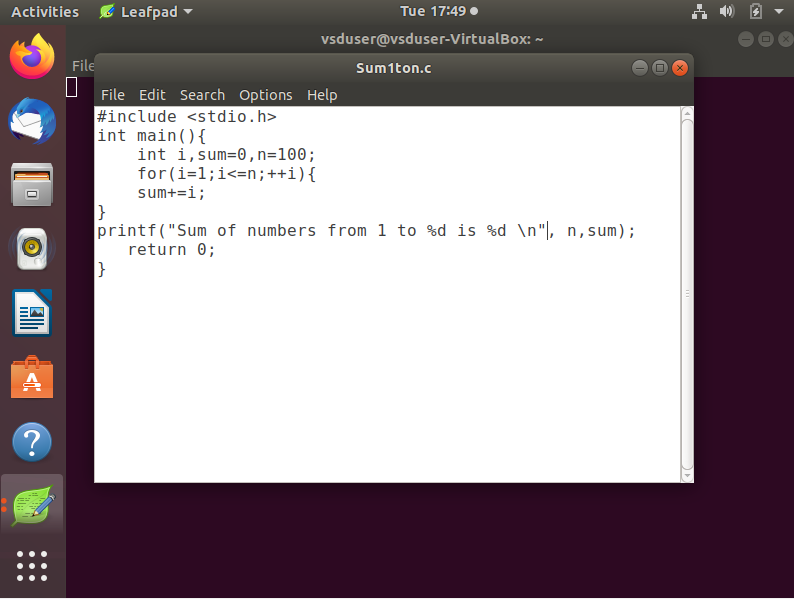 Activities Leafpad Tue 17:49
vsduser@vsduser-VirtualBox: ~
File
Sum1ton.c
File Edit Search Options Help
#include <stdio.h>
int main(){
    int i,sum=0,n=100;
    for(i=1;i<=n;++i){
    sum+=i;
}
printf("Sum of numbers from 1 to %d is %d \n", n,sum);
   return 0;
}